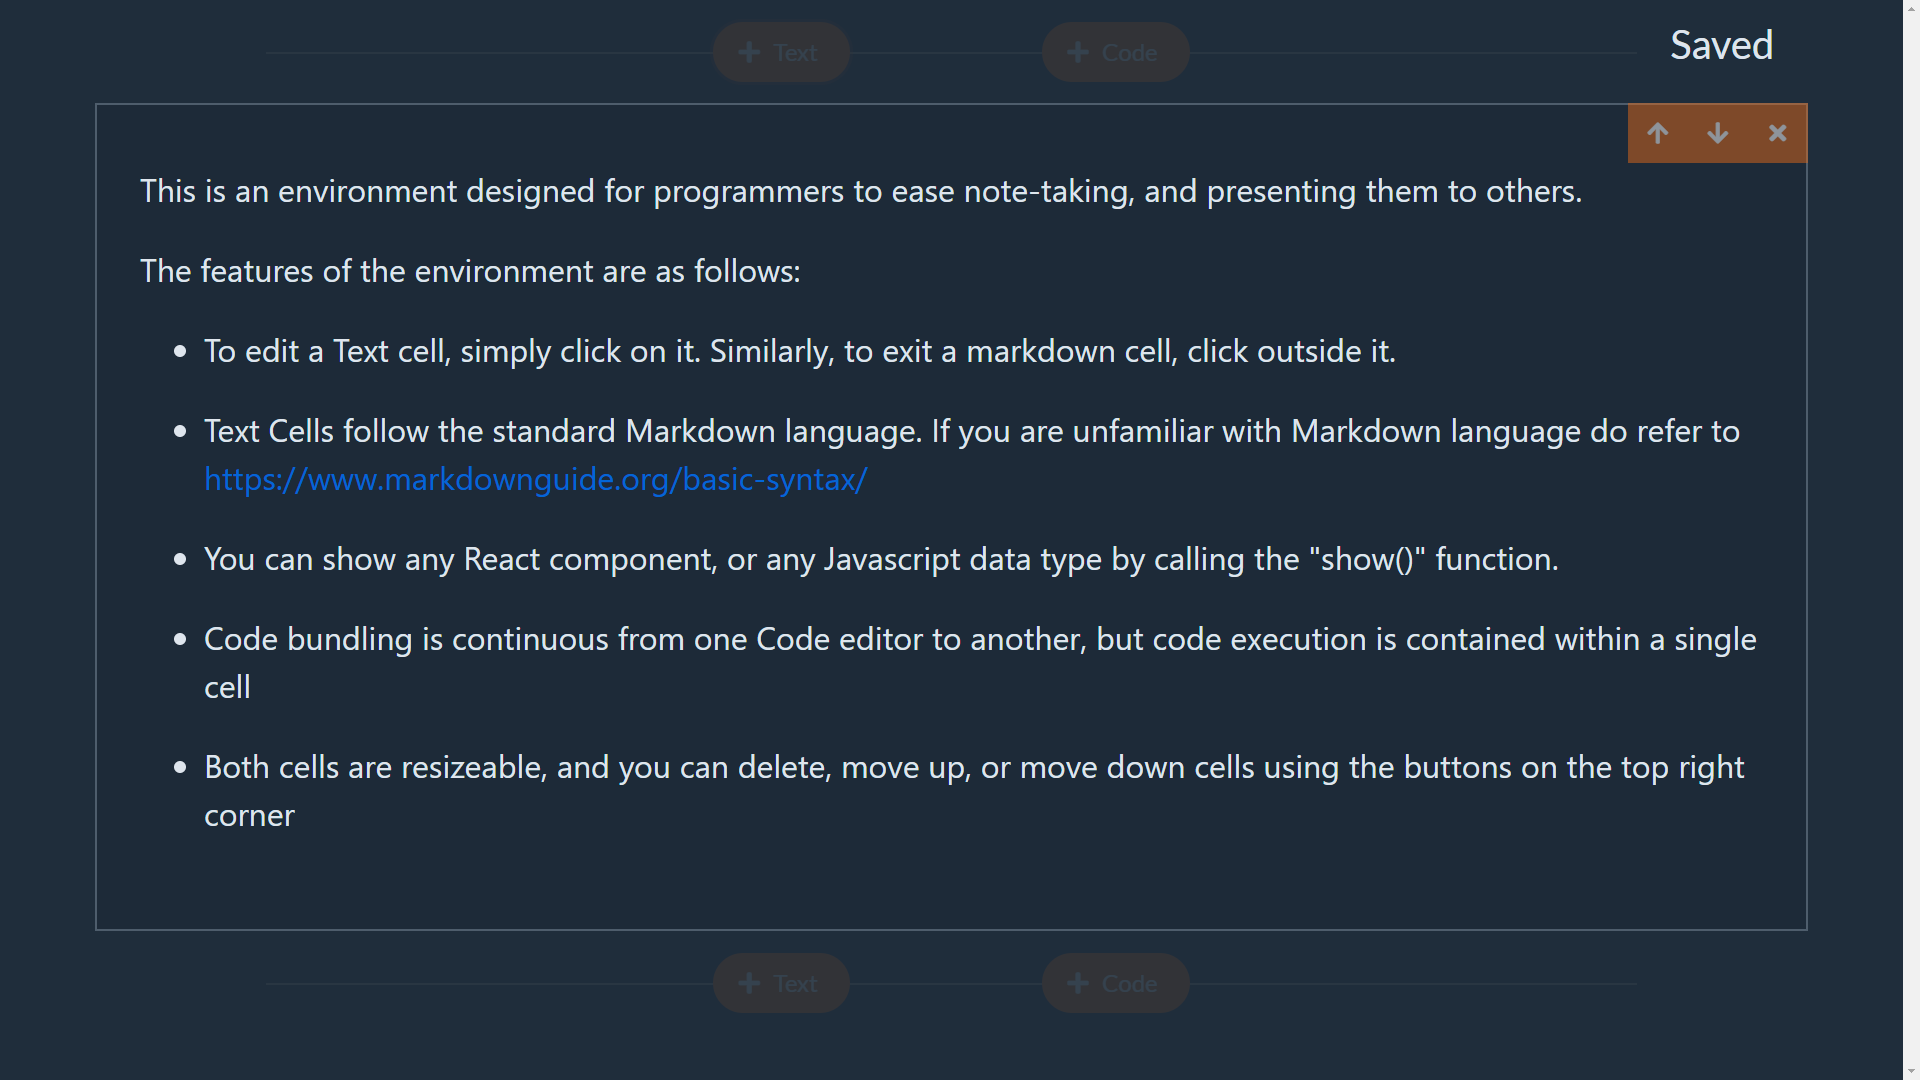 Text Code Saved
This is an environment designed for programmers to ease note-taking, and presenting them to others.
The features of the environment are as follows:
To edit a Text cell, simply click on it. Similarly, to exit a markdown cell, click outside it.
Text Cells follow the standard Markdown language. If you are unfamiliar with Markdown language do refer to
https://www.markdownguide.org/basic-syntax/
You can show any React component, or any Javascript data type by calling the "show()" function.
Code bundling is continuous from one Code editor to another, but code execution is contained within a single
cell
Both cells are resizeable, and you can delete, move up, or move down cells using the buttons on the top right
corner
Text Code